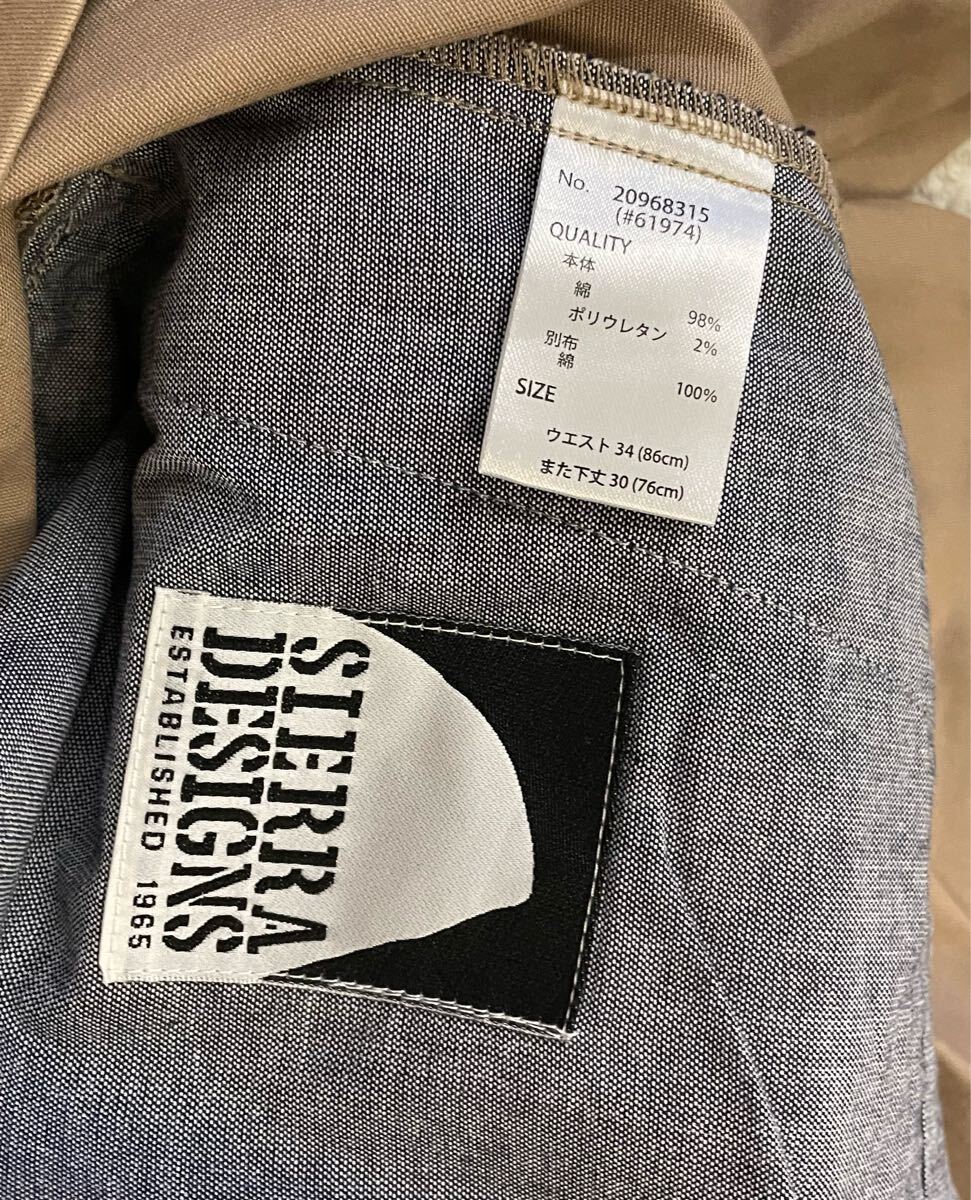 No. 20968315
(#61974)
QUALITY
本体
綿 98%
ポリウレタン 2%
別布
綿 100%
SIZE
ウエスト 34 (86cm)
また下丈 30 (76cm)
SIERRA
DESIGNS
ESTABLISHED 1965